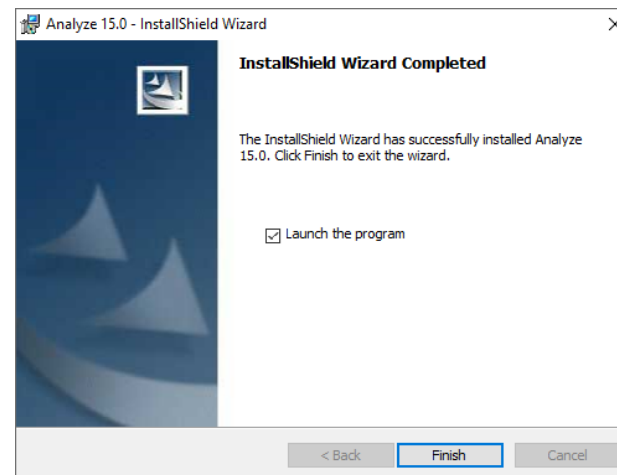 Analyze 15.0 - InstallShield Wizard
InstallShield Wizard Completed
The InstallShield Wizard has successfully installed Analyze
15.0. Click Finish to exit the wizard.
Launch the program
< Back
Finish
Cancel